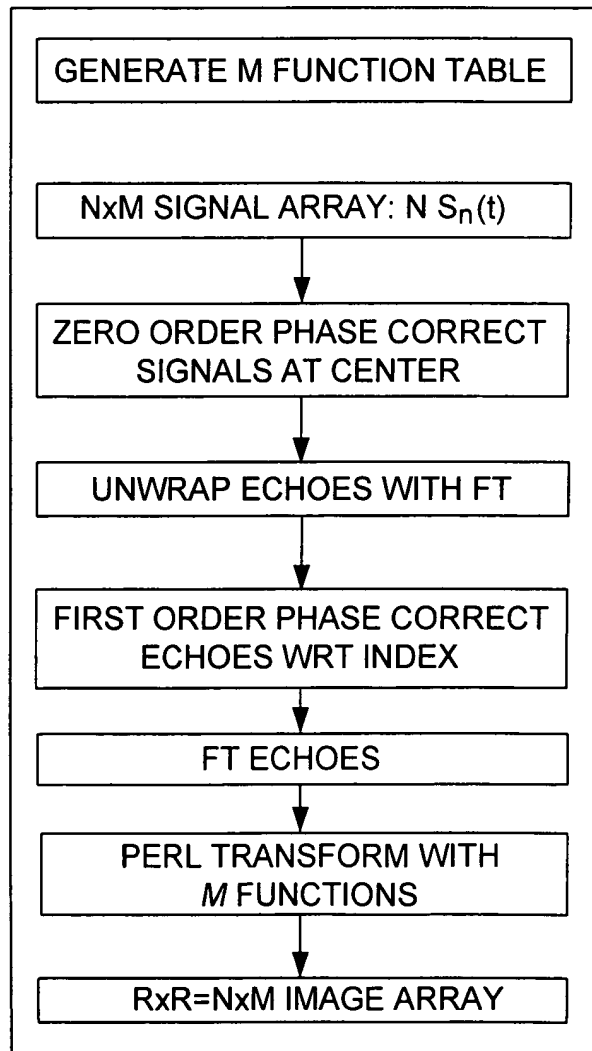 GENERATE M FUNCTION TABLE
NxM SIGNAL ARRAY: N Sn(t)
ZERO ORDER PHASE CORRECT
SIGNALS AT CENTER
UNWRAP ECHOES WITH FT
FIRST ORDER PHASE CORRECT
ECHOES WRT INDEX
FT ECHOES
PERL TRANSFORM WITH
M FUNCTIONS
RxR=NxM IMAGE ARRAY